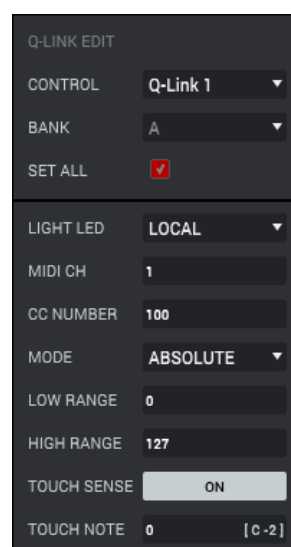 Q-LINK EDIT
CONTROL Q-Link 1
BANK A
SET ALL
LIGHT LED LOCAL
MIDI CH 1
CC NUMBER 100
MODE ABSOLUTE
LOW RANGE 0
HIGH RANGE 127
TOUCH SENSE ON
TOUCH NOTE 0 [ C -2 ]